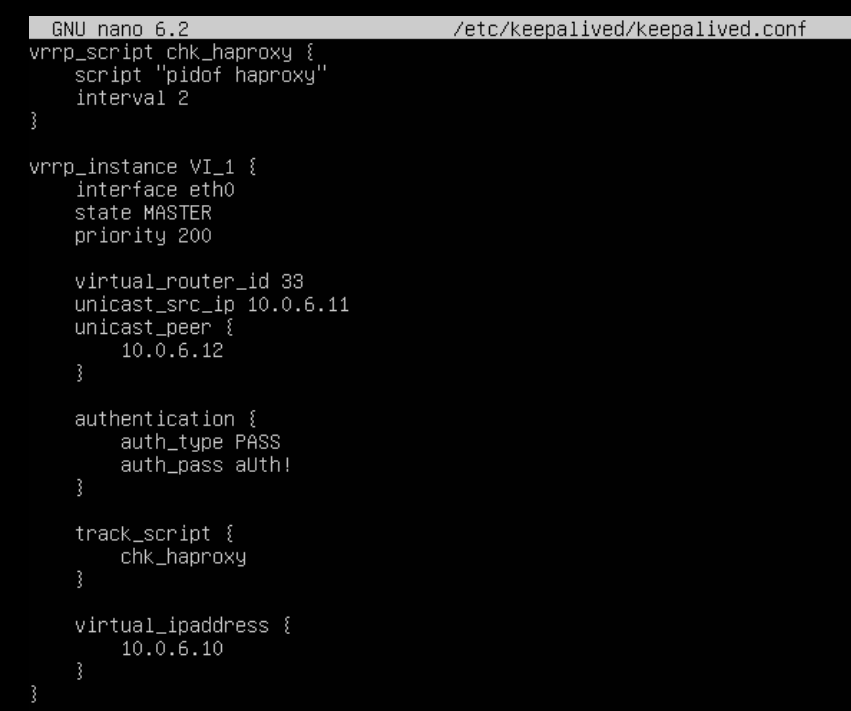 GNU nano 6.2 /etc/keepalived/keepalived.conf
vrrp_script chk_haproxy {
    script "pidof haproxy"
    interval 2
}

vrrp_instance VI_1 {
    interface eth0
    state MASTER
    priority 200

    virtual_router_id 33
    unicast_src_ip 10.0.6.11
    unicast_peer {
        10.0.6.12
    }

    authentication {
        auth_type PASS
        auth_pass aUth!
    }

    track_script {
        chk_haproxy
    }

    virtual_ipaddress {
        10.0.6.10
    }
}